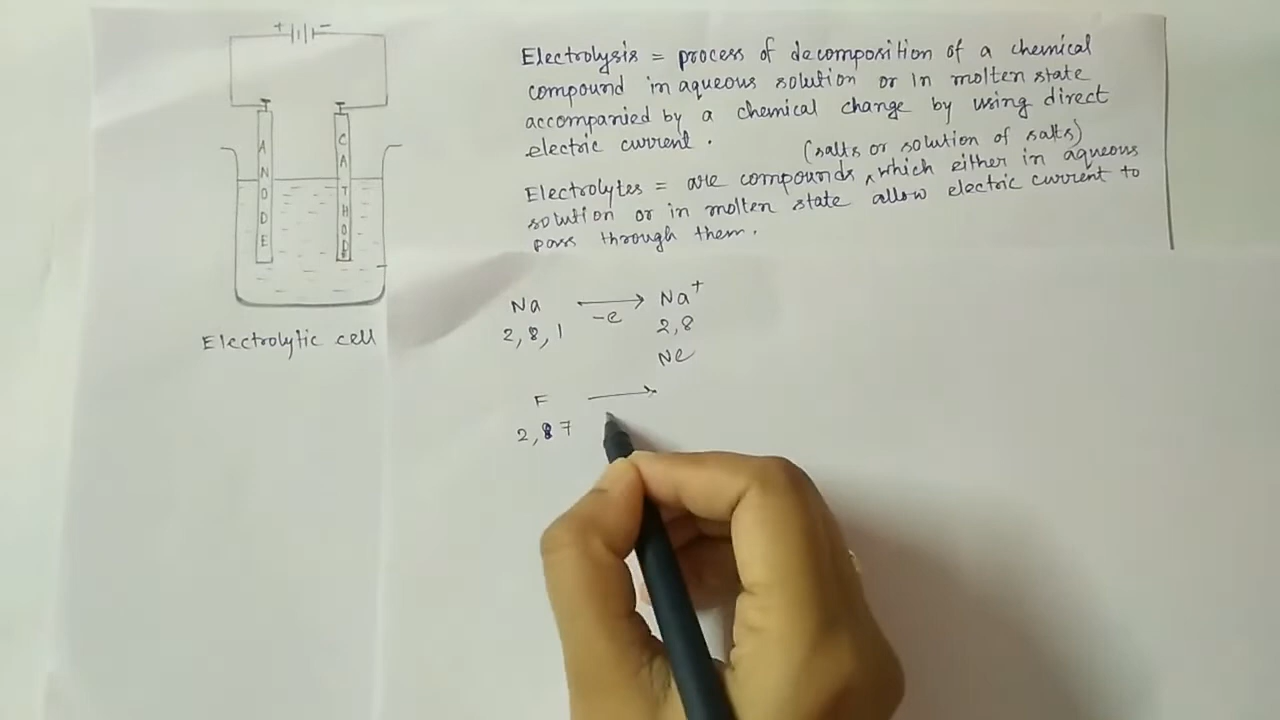 + −
ANODE
CATHODE
Electrolytic cell
Electrolysis = process of decomposition of a chemical
compound in aqueous solution or in molten state
accompanied by a chemical change by using direct
electric current.
(salts or solution of salts)
Electrolytes = are compounds ^ which either in aqueous
solution or in molten state allow electric current to
pass through them.
Na → Na⁺
−e
2, 8, 1 2, 8
Ne
F →
2, 7